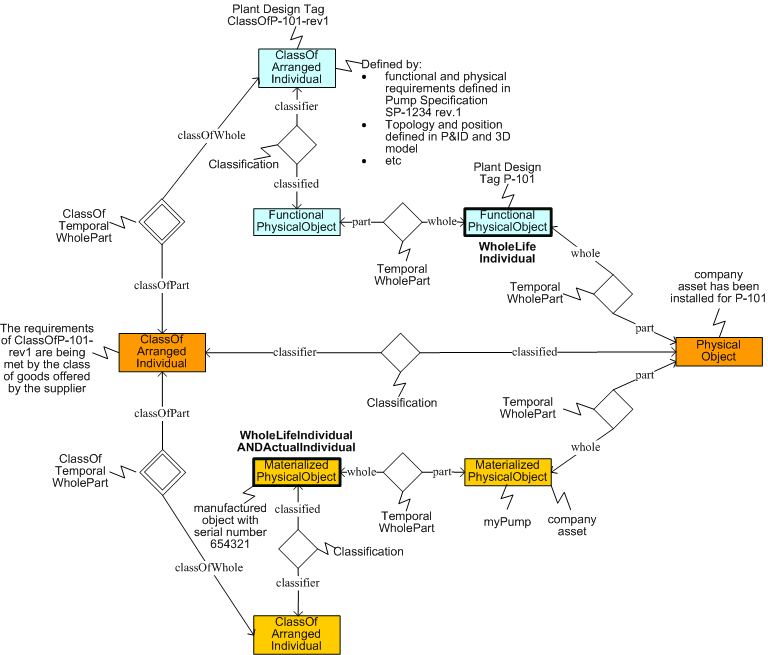 Plant Design Tag
ClassOfP-101-rev1
ClassOf
Arranged
Individual
Defined by:
• functional and physical
requirements defined in
Pump Specification
SP-1234 rev.1
• Topology and position
defined in P&ID and 3D
model
• etc
classifier
classOfWhole
Classification
classified
Plant Design
Tag P-101
ClassOf
Temporal
WholePart
Functional
PhysicalObject
part
whole
Functional
PhysicalObject
WholeLife
Individual
Temporal
WholePart
whole
Temporal
WholePart
part
company
asset has been
installed for P-101
classOfPart
The requirements
of ClassOfP-101-
rev1 are being
met by the class
of goods offered
by the supplier
ClassOf
Arranged
Individual
classifier
classified
Physical
Object
Classification
part
Temporal
WholePart
whole
classOfPart
ClassOf
Temporal
WholePart
WholeLifeIndividual
ANDActualIndividual
Materialized
PhysicalObject
whole
part
Materialized
PhysicalObject
manufactured
object with
serial number
654321
classified
Temporal
WholePart
myPump
company
asset
Classification
classOfWhole
classifier
ClassOf
Arranged
Individual